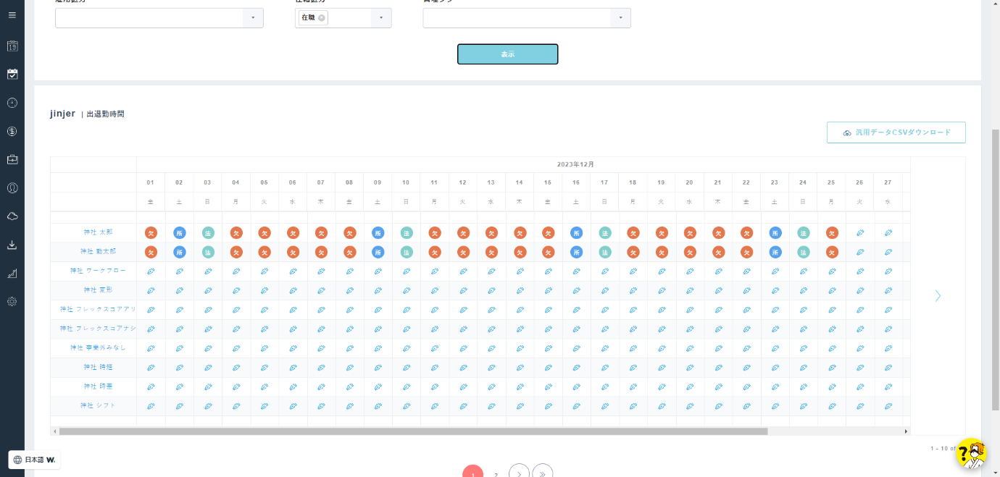 在職
表示
jinjer | 出退勤時間
汎用データCSVダウンロード
2023年12月
01 02 03 04 05 06 07 08 09 10 11 12 13 14 15 16 17 18 19 20 21 22 23 24 25 26 27
金 土 日 月 火 水 木 金 土 日 月 火 水 木 金 土 日 月 火 水 木 金 土 日 月 火 水
神社 太郎 欠 所 法 欠 欠 欠 欠 欠 所 法 欠 欠 欠 欠 欠 所 法 欠 欠 欠 欠 欠 所 法 欠
神社 勤太郎 欠 所 法 欠 欠 欠 欠 欠 所 法 欠 欠 欠 欠 欠 所 法 欠 欠 欠 欠 欠 所 法 欠
神社 ワークフロー
神社 変形
神社 フレックスコアアリ
神社 フレックスコアナシ
神社 事業外みなし
神社 時短
神社 時差
神社 シフト
1 - 10 of
日本語 W.
1 2
19
?